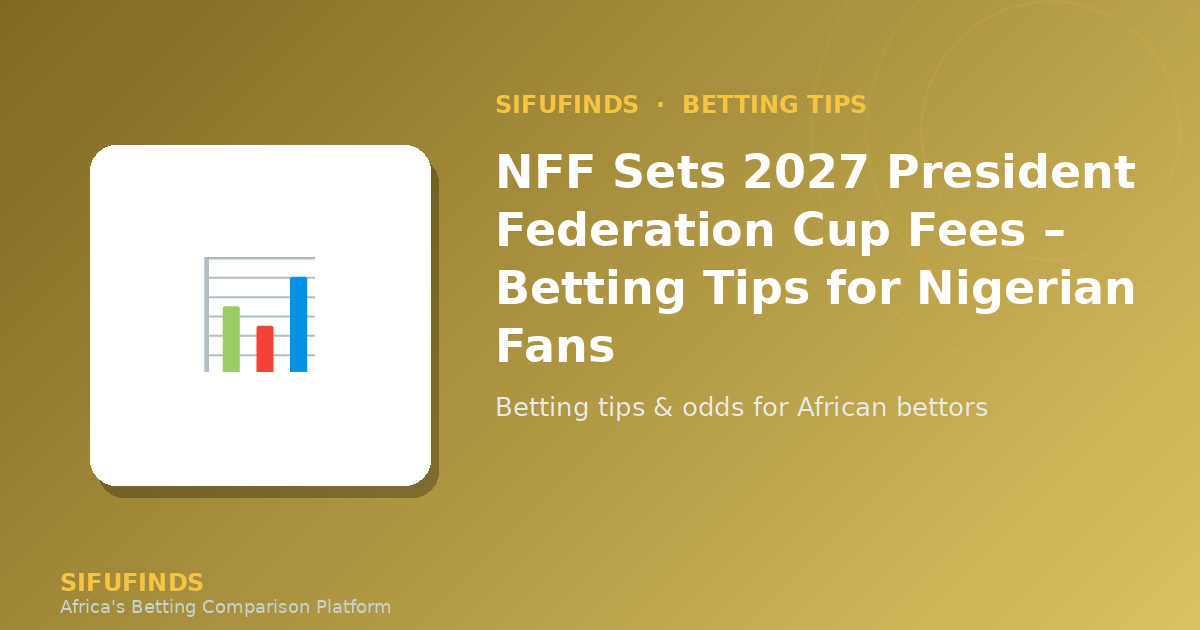 SIFUFINDS · BETTING TIPS
NFF Sets 2027 President
Federation Cup Fees –
Betting Tips for Nigerian
Fans
Betting tips & odds for African bettors
SIFUFINDS
Africa's Betting Comparison Platform